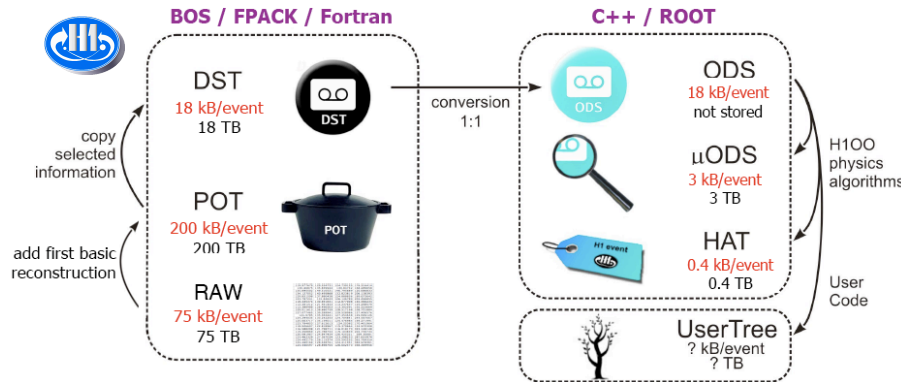 BOS / FPACK / Fortran
C++ / ROOT
H1
DST
18 kB/event
18 TB
DST
copy
selected
information
POT
200 kB/event
200 TB
POT
add first basic
reconstruction
RAW
75 kB/event
75 TB
conversion
1:1
ODS
ODS
18 kB/event
not stored
μODS
3 kB/event
3 TB
H1OO
physics
algorithms
H1 event
HAT
0.4 kB/event
0.4 TB
User
Code
UserTree
? kB/event
? TB